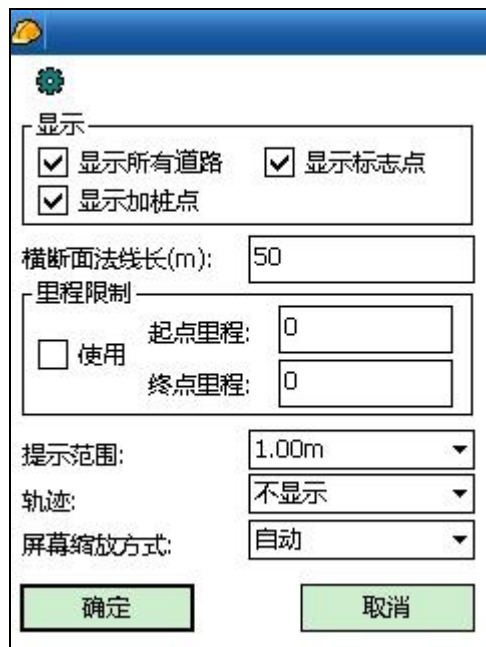 显示
显示所有道路 显示标志点
显示加桩点
横断面法线长(m): 50
里程限制
使用
起点里程: 0
终点里程: 0
提示范围: 1.00m
轨迹: 不显示
屏幕缩放方式: 自动
确定 取消